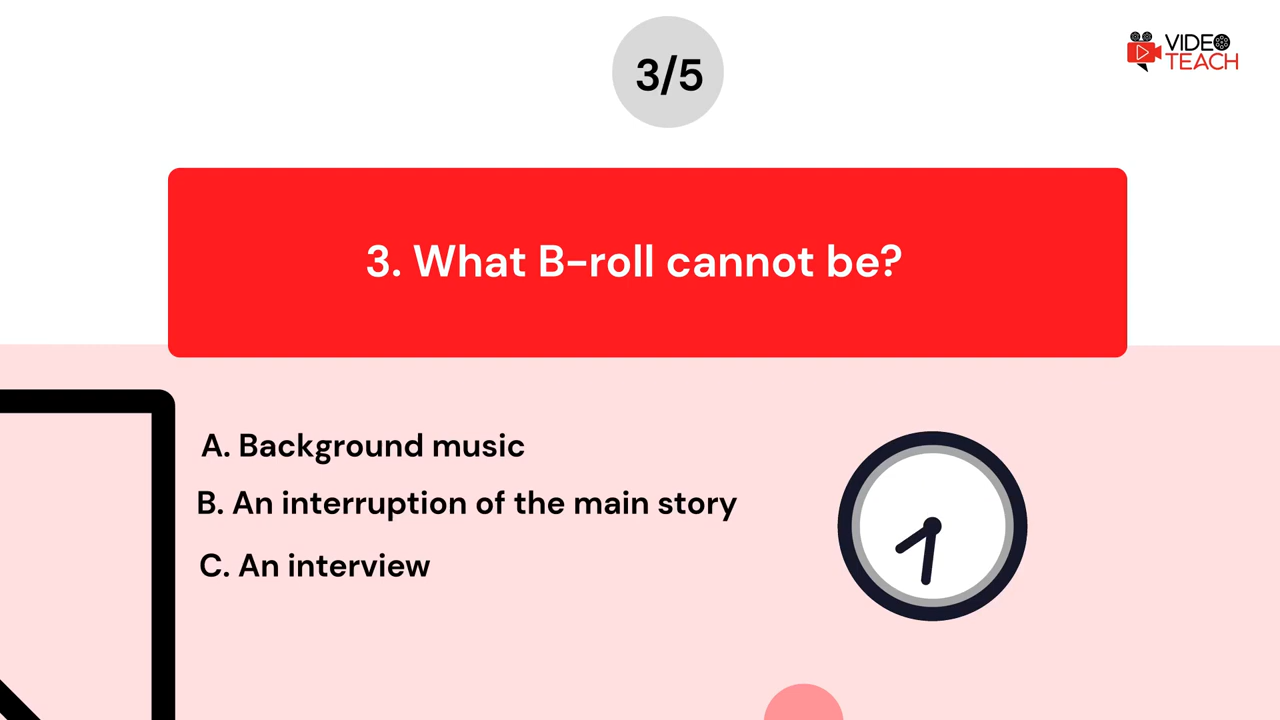 3/5
VIDEO
TEACH
3. What B-roll cannot be?
A. Background music
B. An interruption of the main story
C. An interview